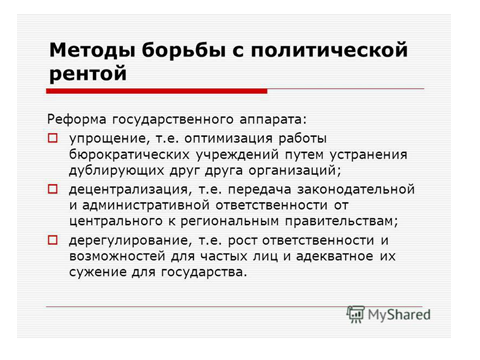 Методы борьбы с политической
рентой
Реформа государственного аппарата:
упрощение, т.е. оптимизация работы
бюрократических учреждений путем устранения
дублирующих друг друга организаций;
децентрализация, т.е. передача законодательной
и административной ответственности от
центрального к региональным правительствам;
дерегулирование, т.е. рост ответственности и
возможностей для частых лиц и адекватное их
сужение для государства.
MyShared